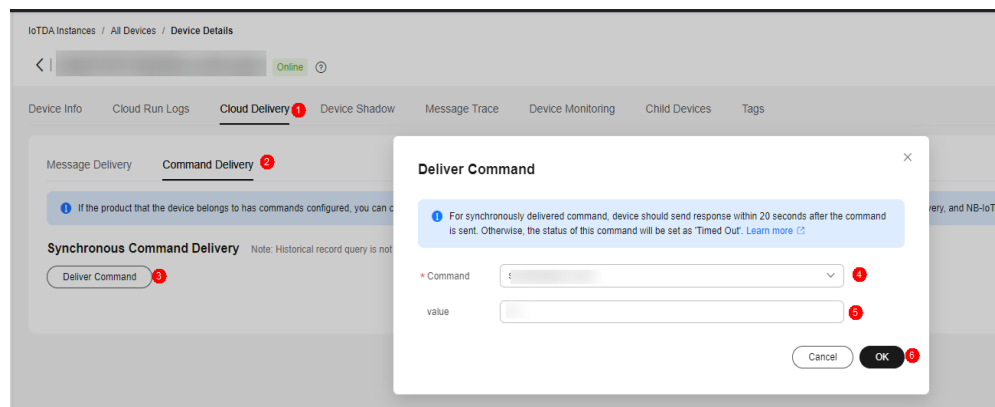 IoTDA Instances / All Devices / Device Details
Online
Device Info Cloud Run Logs Cloud Delivery 1 Device Shadow Message Trace Device Monitoring Child Devices Tags
Message Delivery Command Delivery 2
If the product that the device belongs to has commands configured, you can
very, and NB-IoT
Synchronous Command Delivery Note: Historical record query is not
Deliver Command 3
Deliver Command
For synchronously delivered command, device should send response within 20 seconds after the command
is sent. Otherwise, the status of this command will be set as 'Timed Out'. Learn more
* Command 4
value 5
Cancel OK 6